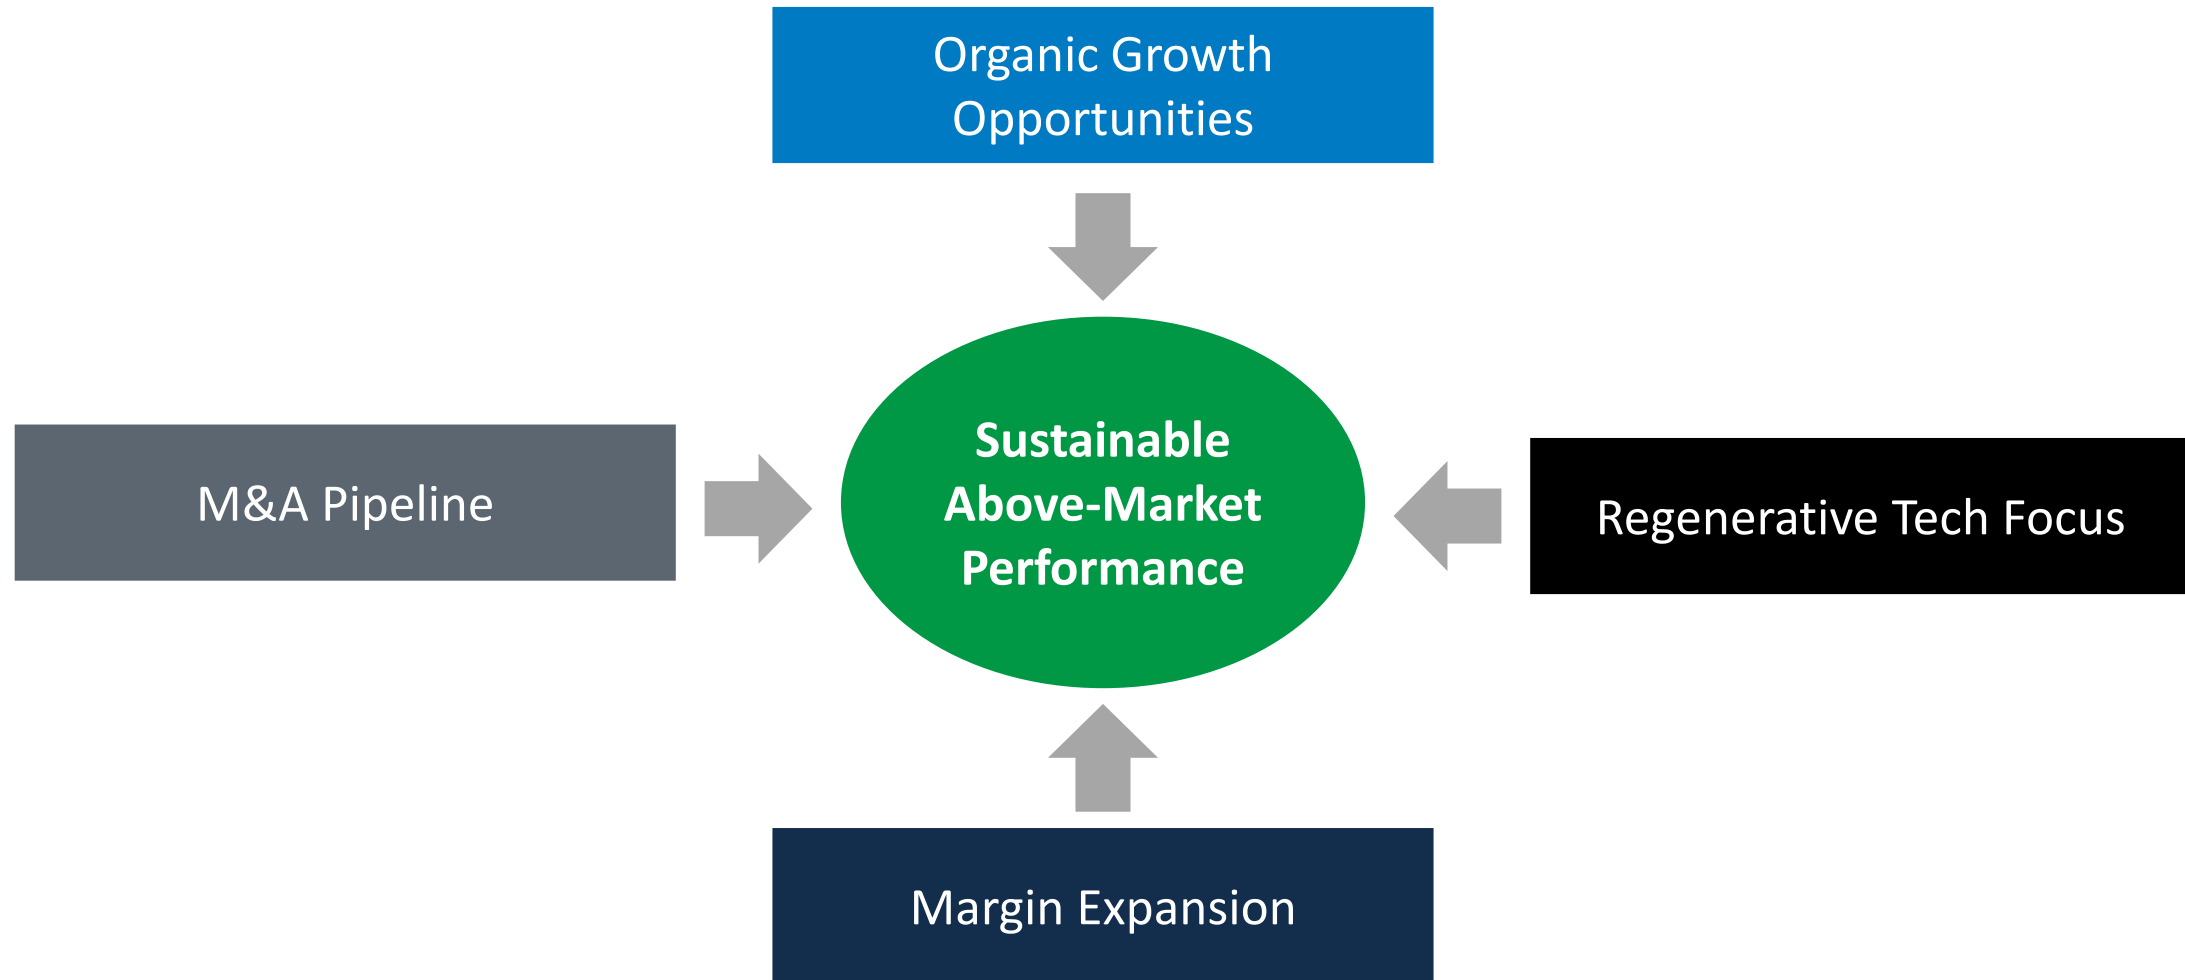 Organic Growth
Opportunities
M&A Pipeline
Sustainable
Above-Market
Performance
Regenerative Tech Focus
Margin Expansion